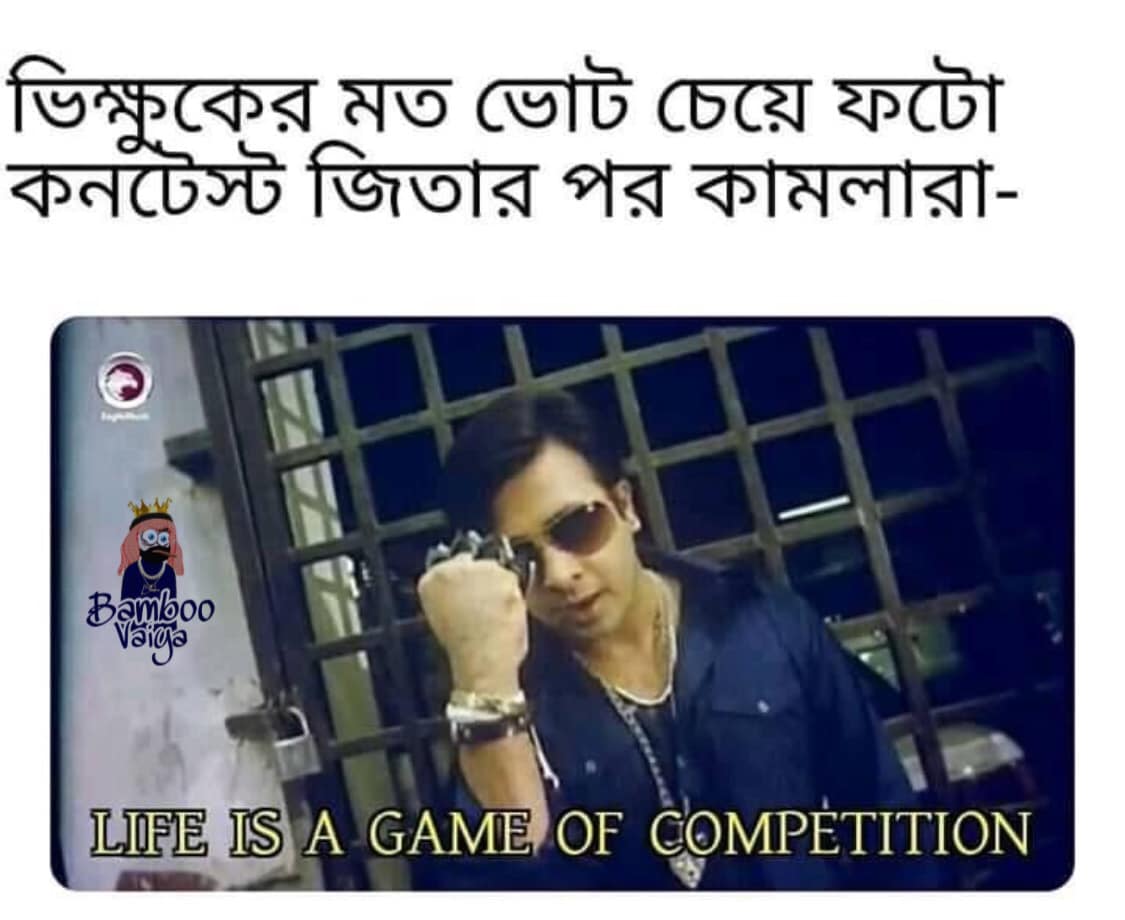 ভিক্ষুকের মত ভোট চেয়ে ফটো
কনটেস্ট জিতার পর কামলারা-
Bamboo
Vaiya
LIFE IS A GAME OF COMPETITION